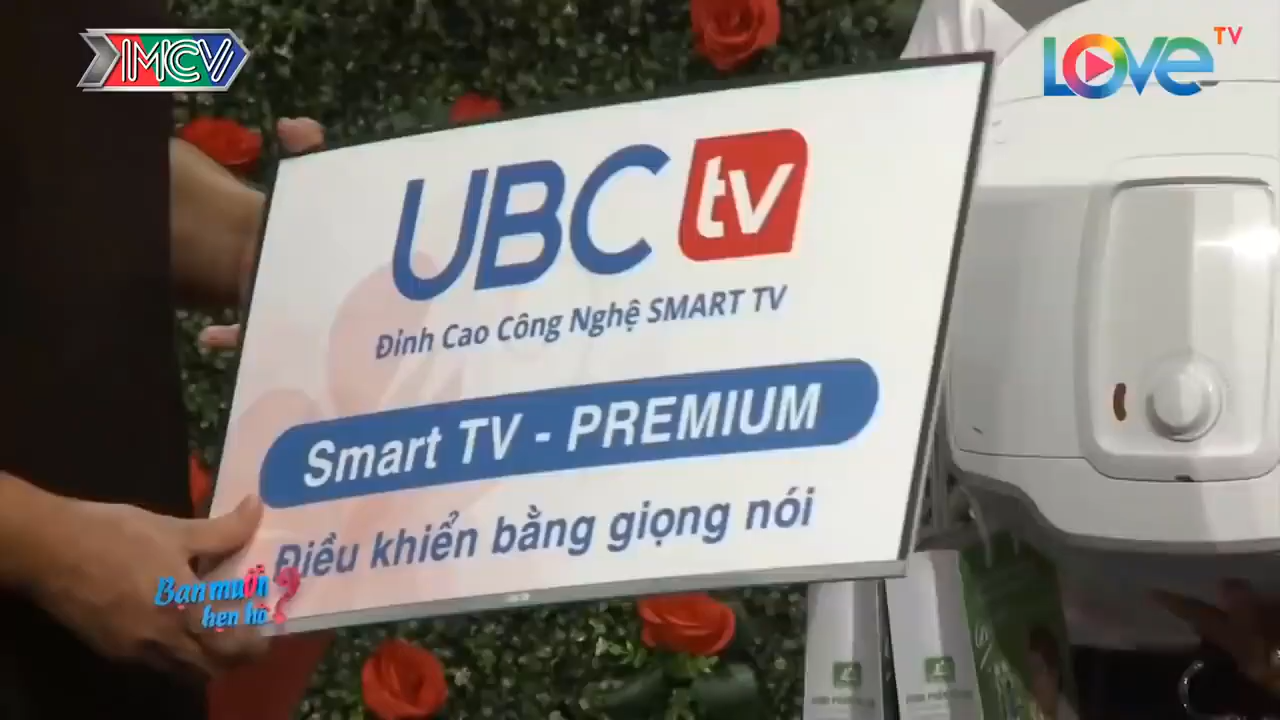 MCV
LOVE TV
UBC tv
Đỉnh Cao Công Nghệ SMART TV
Smart TV - PREMIUM
Điều khiển bằng giọng nói
Bạn muốn
hẹn hò?